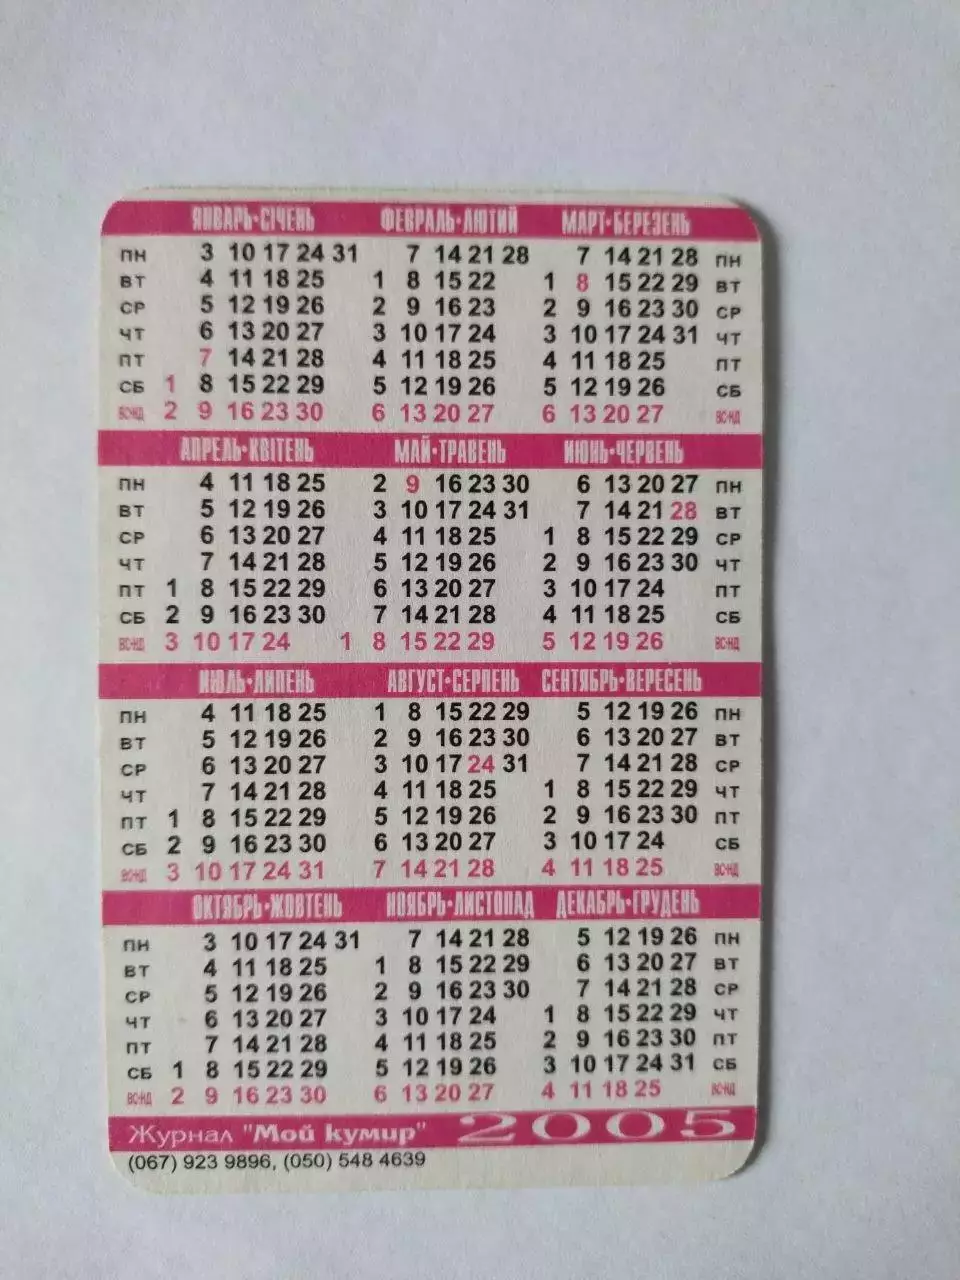 ЯНВАРЬ·СІЧЕНЬ ФЕВРАЛЬ·ЛЮТИЙ МАРТ·БЕРЕЗЕНЬ
ПН 3 10 17 24 31 7 14 21 28 7 14 21 28 ПН
ВТ 4 11 18 25 1 8 15 22 1 8 15 22 29 ВТ
СР 5 12 19 26 2 9 16 23 2 9 16 23 30 СР
ЧТ 6 13 20 27 3 10 17 24 3 10 17 24 31 ЧТ
ПТ 7 14 21 28 4 11 18 25 4 11 18 25 ПТ
СБ 1 8 15 22 29 5 12 19 26 5 12 19 26 СБ
ВС-НД 2 9 16 23 30 6 13 20 27 6 13 20 27 ВС-НД
АПРЕЛЬ·КВІТЕНЬ МАЙ·ТРАВЕНЬ ИЮНЬ·ЧЕРВЕНЬ
ПН 4 11 18 25 2 9 16 23 30 6 13 20 27 ПН
ВТ 5 12 19 26 3 10 17 24 31 7 14 21 28 ВТ
СР 6 13 20 27 4 11 18 25 1 8 15 22 29 СР
ЧТ 7 14 21 28 5 12 19 26 2 9 16 23 30 ЧТ
ПТ 1 8 15 22 29 6 13 20 27 3 10 17 24 ПТ
СБ 2 9 16 23 30 7 14 21 28 4 11 18 25 СБ
ВС-НД 3 10 17 24 1 8 15 22 29 5 12 19 26 ВС-НД
ИЮЛЬ·ЛИПЕНЬ АВГУСТ·СЕРПЕНЬ СЕНТЯБРЬ·ВЕРЕСЕНЬ
ПН 4 11 18 25 1 8 15 22 29 5 12 19 26 ПН
ВТ 5 12 19 26 2 9 16 23 30 6 13 20 27 ВТ
СР 6 13 20 27 3 10 17 24 31 7 14 21 28 СР
ЧТ 7 14 21 28 4 11 18 25 1 8 15 22 29 ЧТ
ПТ 1 8 15 22 29 5 12 19 26 2 9 16 23 30 ПТ
СБ 2 9 16 23 30 6 13 20 27 3 10 17 24 СБ
ВС-НД 3 10 17 24 31 7 14 21 28 4 11 18 25 ВС-НД
ОКТЯБРЬ·ЖОВТЕНЬ НОЯБРЬ·ЛИСТОПАД ДЕКАБРЬ·ГРУДЕНЬ
ПН 3 10 17 24 31 7 14 21 28 5 12 19 26 ПН
ВТ 4 11 18 25 1 8 15 22 29 6 13 20 27 ВТ
СР 5 12 19 26 2 9 16 23 30 7 14 21 28 СР
ЧТ 6 13 20 27 3 10 17 24 1 8 15 22 29 ЧТ
ПТ 7 14 21 28 4 11 18 25 2 9 16 23 30 ПТ
СБ 1 8 15 22 29 5 12 19 26 3 10 17 24 31 СБ
ВС-НД 2 9 16 23 30 6 13 20 27 4 11 18 25 ВС-НД
Журнал "Мой кумир" 2005
(067) 923 9896, (050) 548 4639